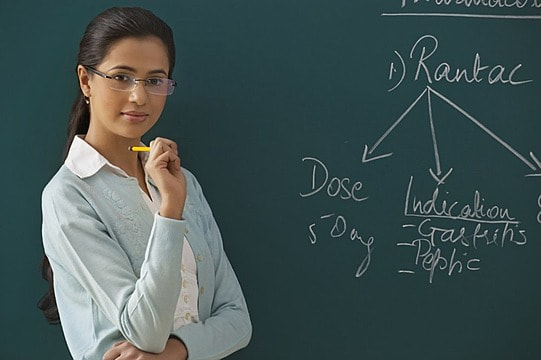 1) Rantac
Dose
5 Day
Indication
- Gastritis
- Peptic